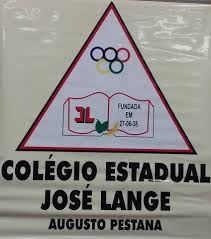 JL
FUNDADA
EM
27-06-38
COLÉGIO ESTADUAL
JOSÉ LANGE
AUGUSTO PESTANA